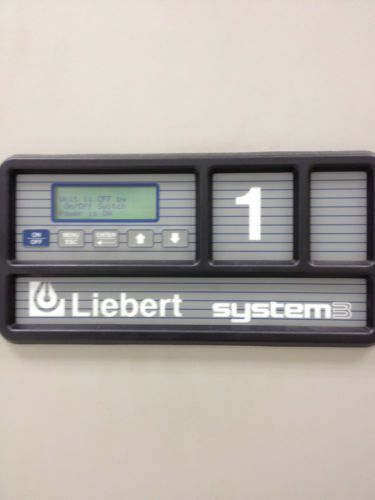 Unit is OFF by
On/Off Switch
Power is ON
ON
OFF
MENU
ESC
ENTER
1
Liebert
system3